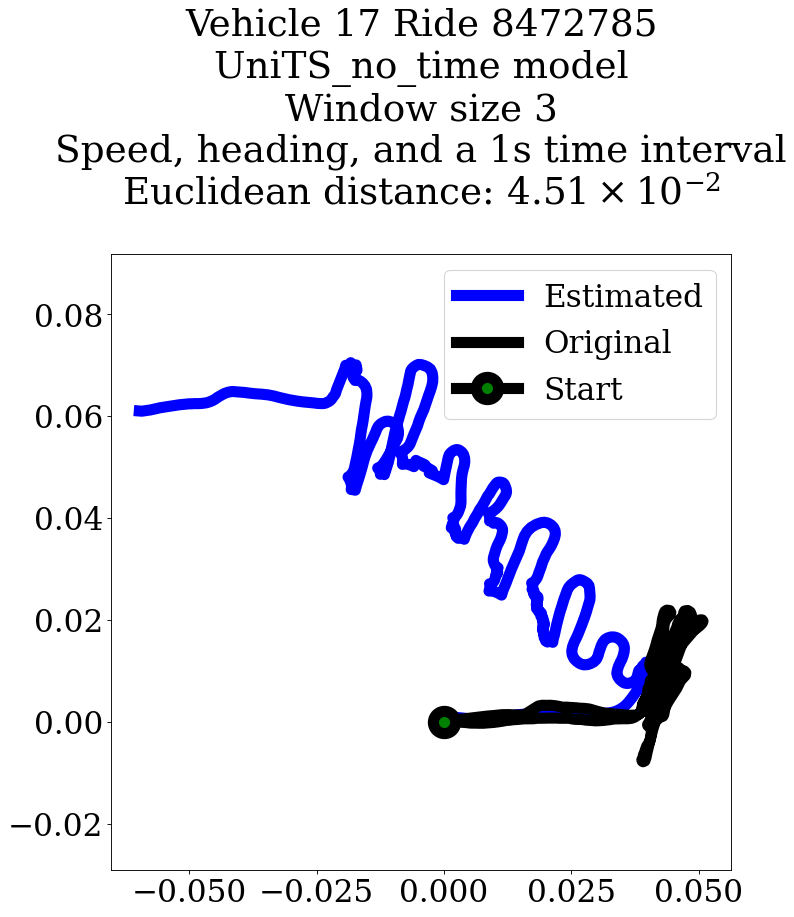 Vehicle 17 Ride 8472785
UniTS_no_time model
Window size 3
Speed, heading, and a 1s time interval
Euclidean distance: 4.51 × 10⁻²
Estimated
Original
Start
0.08
0.06
0.04
0.02
0.00
−0.02
−0.050 −0.025 0.000 0.025 0.050